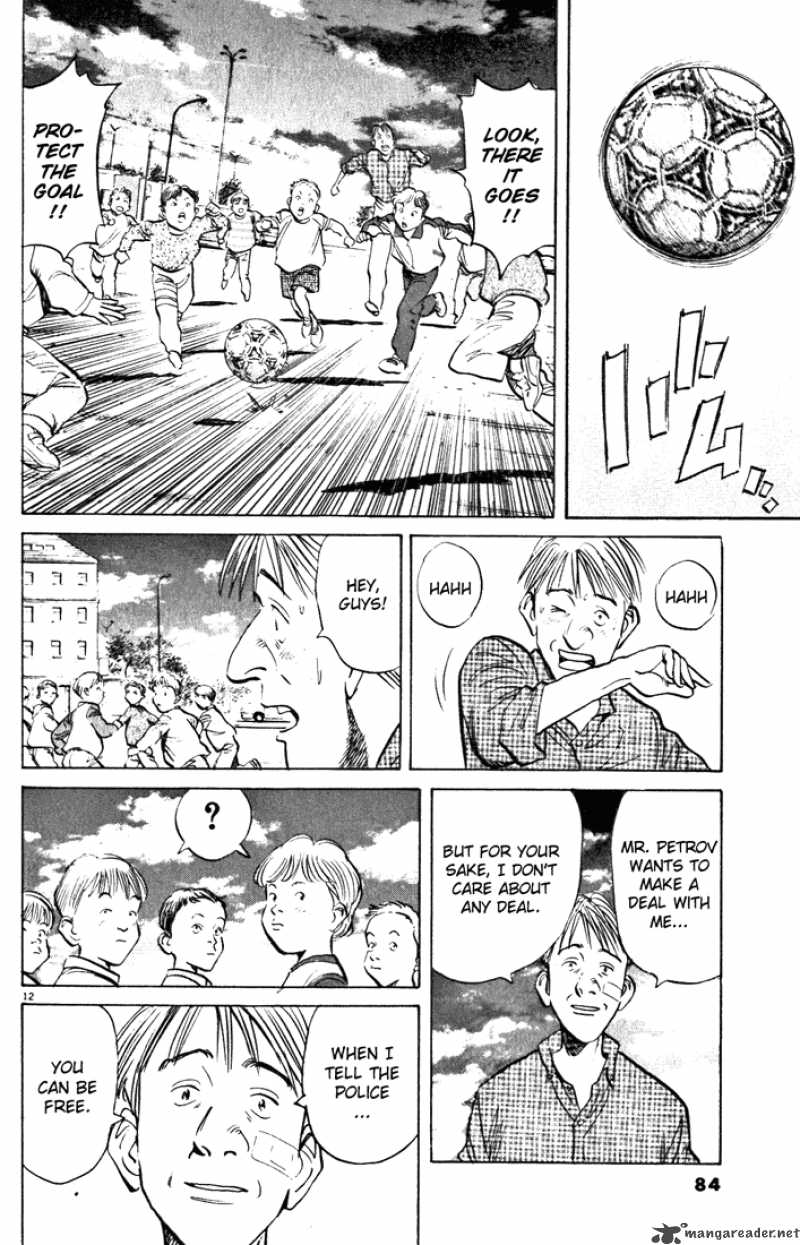 LOOK,
THERE
IT
GOES
!!
PRO-
TECT
THE
GOAL
!!
HAHH
HAHH
HEY,
GUYS!
MR. PETROV
WANTS TO
MAKE A
DEAL WITH
ME...
BUT FOR YOUR
SAKE, I DON'T
CARE ABOUT
ANY DEAL.
?
12
WHEN I
TELL THE
POLICE
...
YOU
CAN BE
FREE.
84
mangareader.net